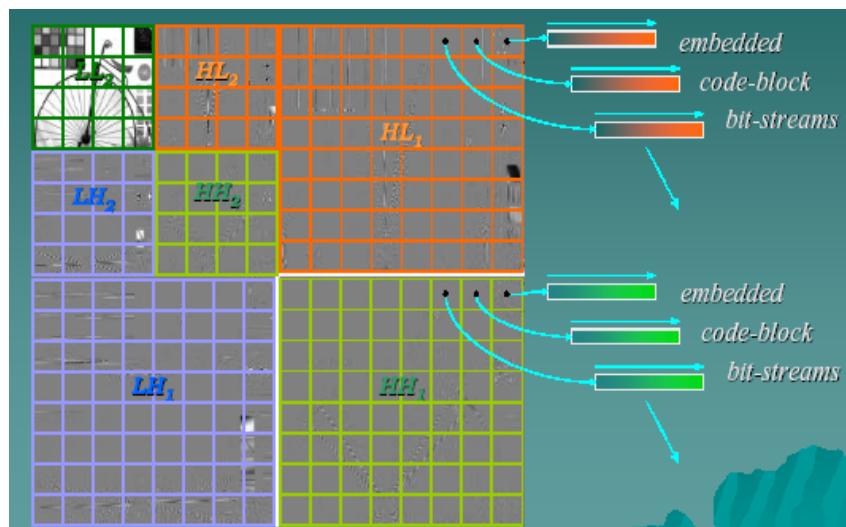 LL2
HL2
HL1
LH2
HH2
LH1
HH1
embedded
code-block
bit-streams
embedded
code-block
bit-streams